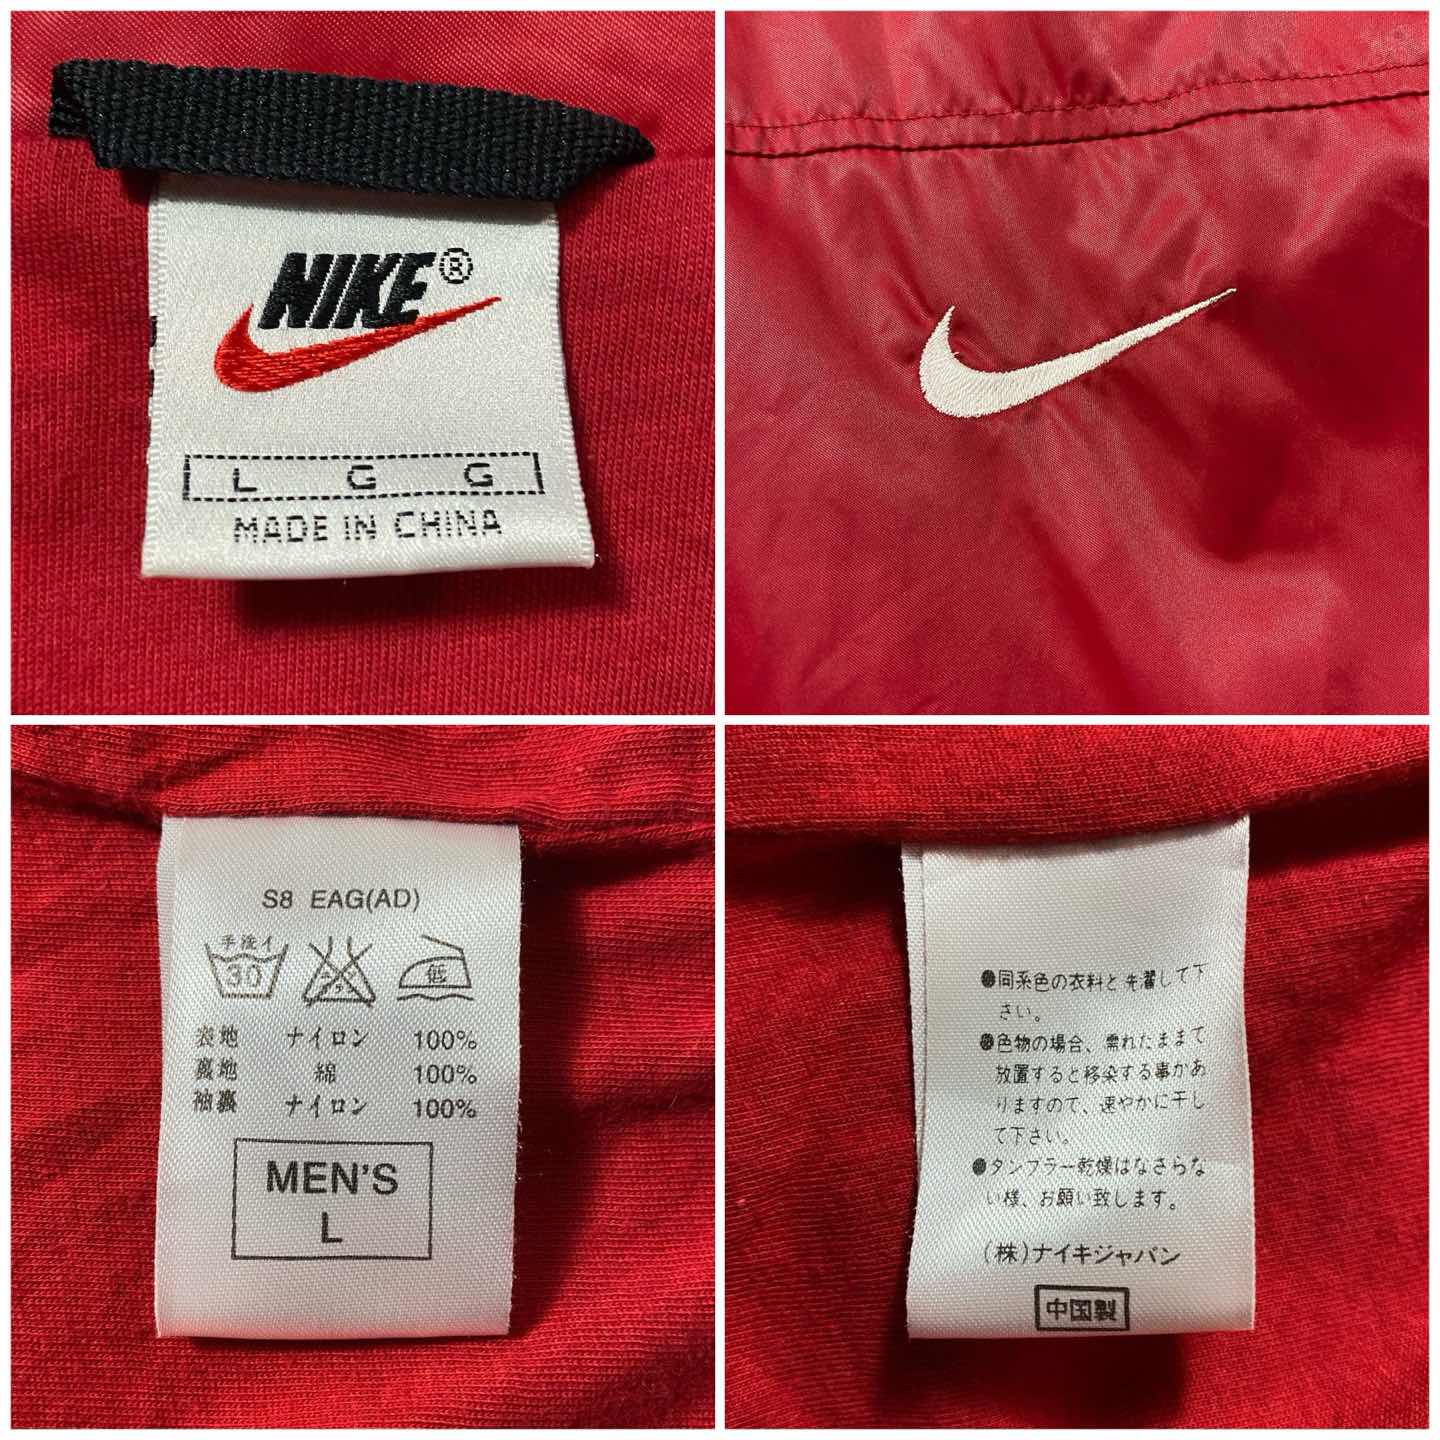 NIKE®
L G G
MADE IN CHINA
S8 EAG(AD)
手洗イ
30
エンソサラシ
低
表地 ナイロン 100%
裏地 綿 100%
袖裏 ナイロン 100%
MEN'S
L
●同系色の衣料と洗濯して下
さい。
●色物の場合、濡れたままで
放置すると移染する事があ
りますので、速やかに干し
て下さい。
●タンブラー乾燥はなさらな
い様、お願い致します。
(株)ナイキジャパン
中国製